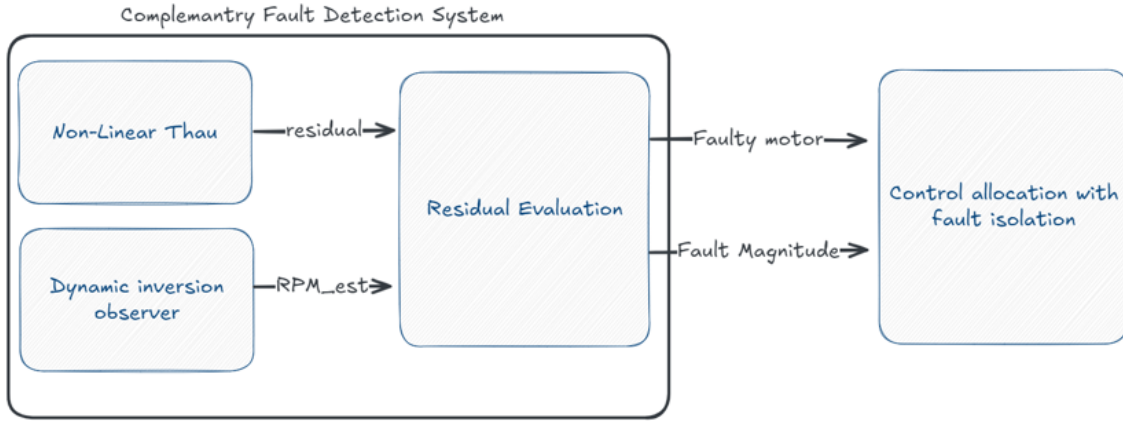 Complemantry Fault Detection System
Non-Linear Thau
residual
Faulty motor
Residual Evaluation
Control allocation with
fault isolation
Fault Magnitude
Dynamic inversion
observer
RPM_est